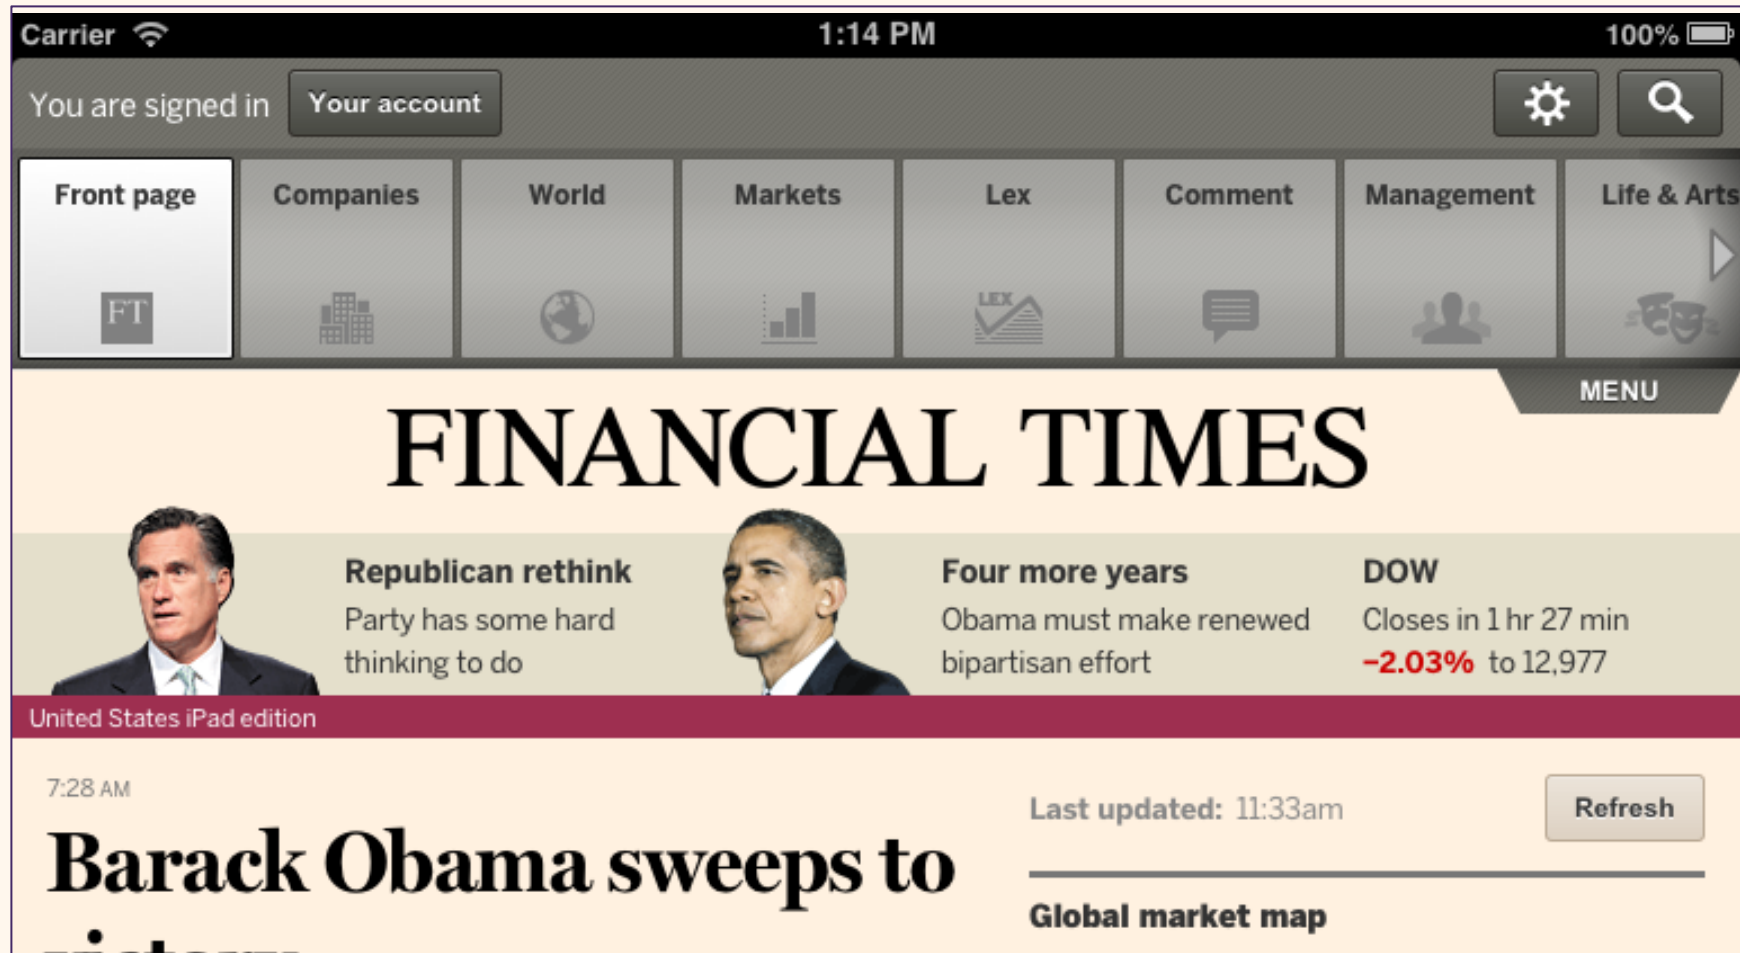 Carrier 1:14 PM 100%
You are signed in Your account
Front page Companies World Markets Lex Comment Management Life & Arts
FT LEX
MENU
FINANCIAL TIMES
Republican rethink
Party has some hard
thinking to do
Four more years
Obama must make renewed
bipartisan effort
DOW
Closes in 1 hr 27 min
–2.03% to 12,977
United States iPad edition
7:28 AM
Barack Obama sweeps to
Last updated: 11:33am Refresh
Global market map